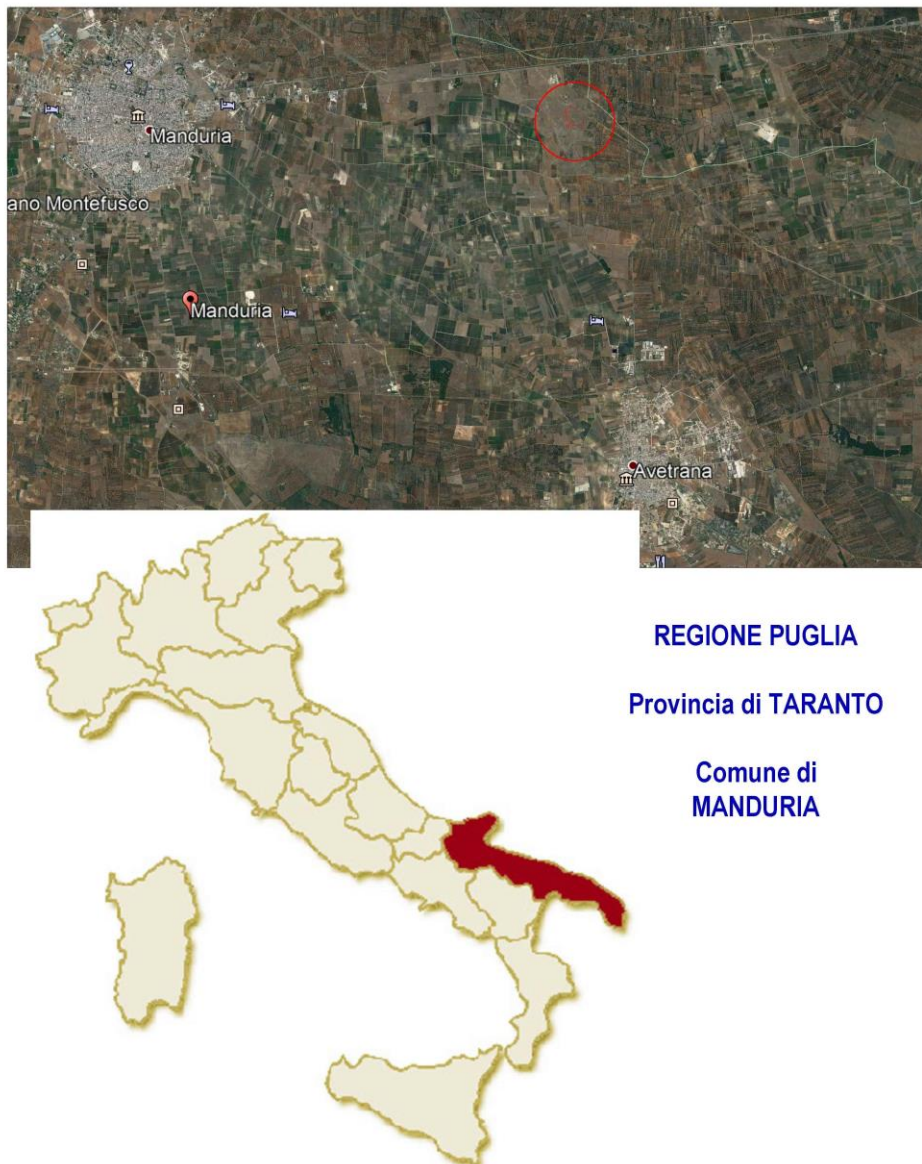 Manduria
ano Montefusco
Manduria
Avetrana
REGIONE PUGLIA
Provincia di TARANTO
Comune di
MANDURIA